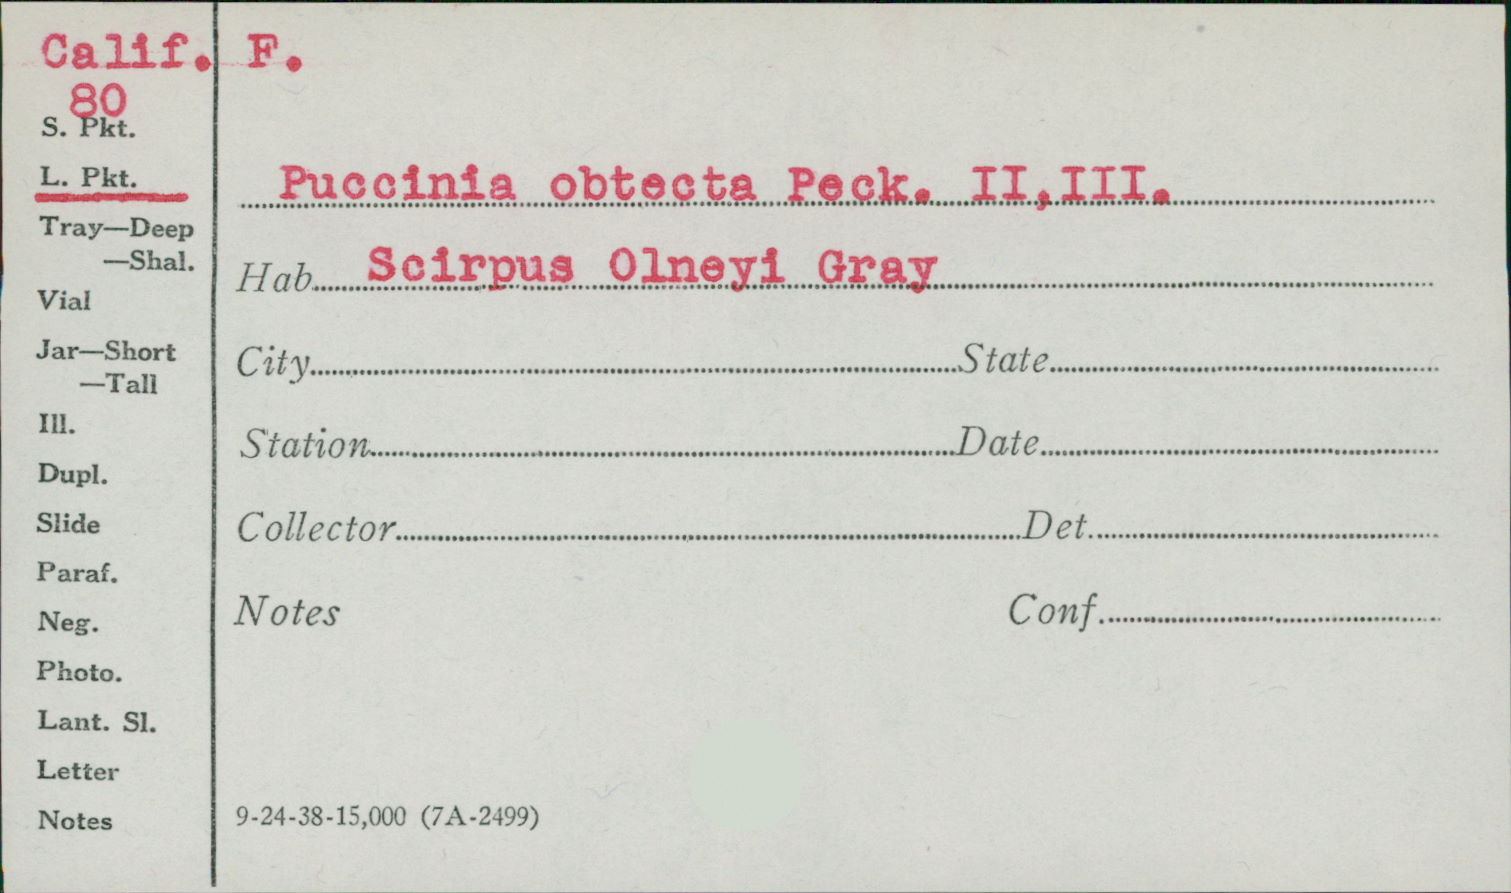 Calif. F.
80
S. Pkt.
L. Pkt.
Tray—Deep
—Shal.
Vial
Jar—Short
—Tall
Ill.
Dupl.
Slide
Paraf.
Neg.
Photo.
Lant. Sl.
Letter
Notes
Puccinia obtecta Peck. II,III.
Hab. Scirpus Olneyi Gray
City State
Station Date
Collector Det.
Notes Conf.
9-24-38-15,000 (7A-2499)